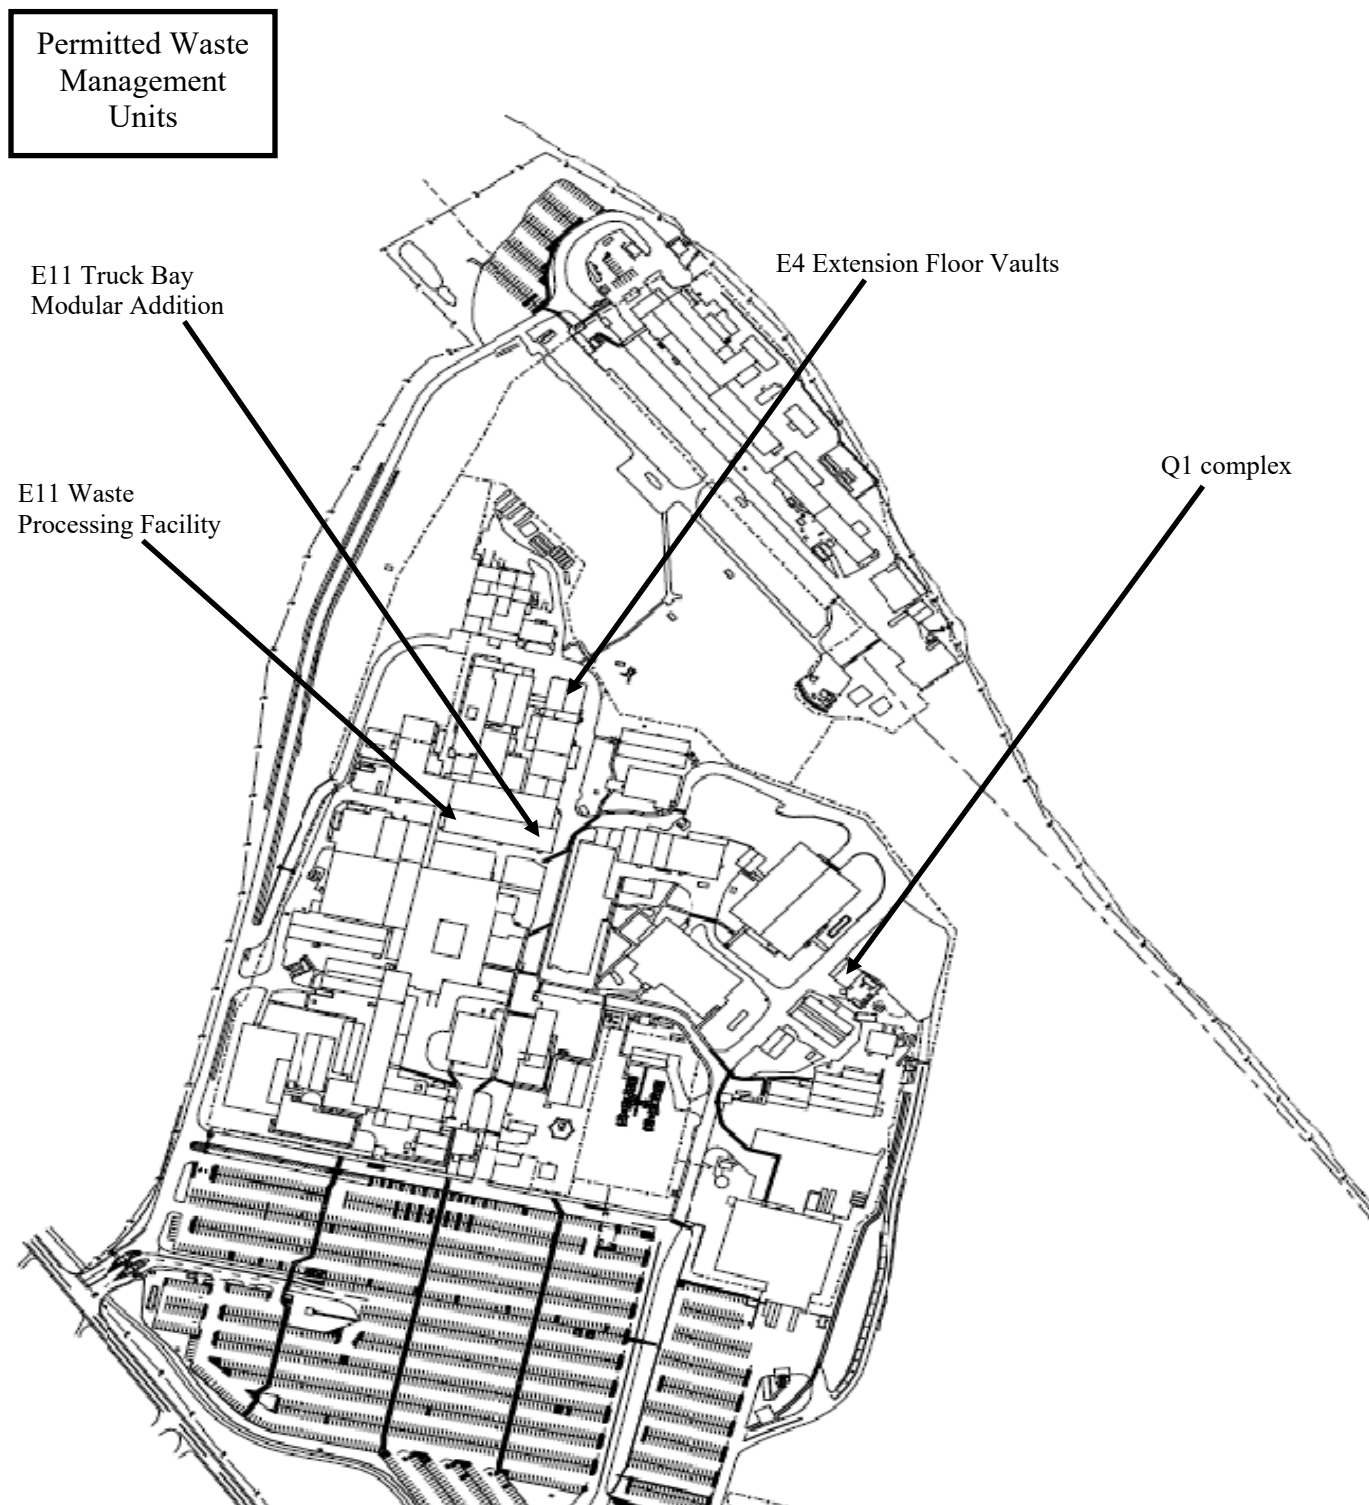 Permitted Waste
Management
Units
E11 Truck Bay
Modular Addition
E4 Extension Floor Vaults
Q1 complex
E11 Waste
Processing Facility